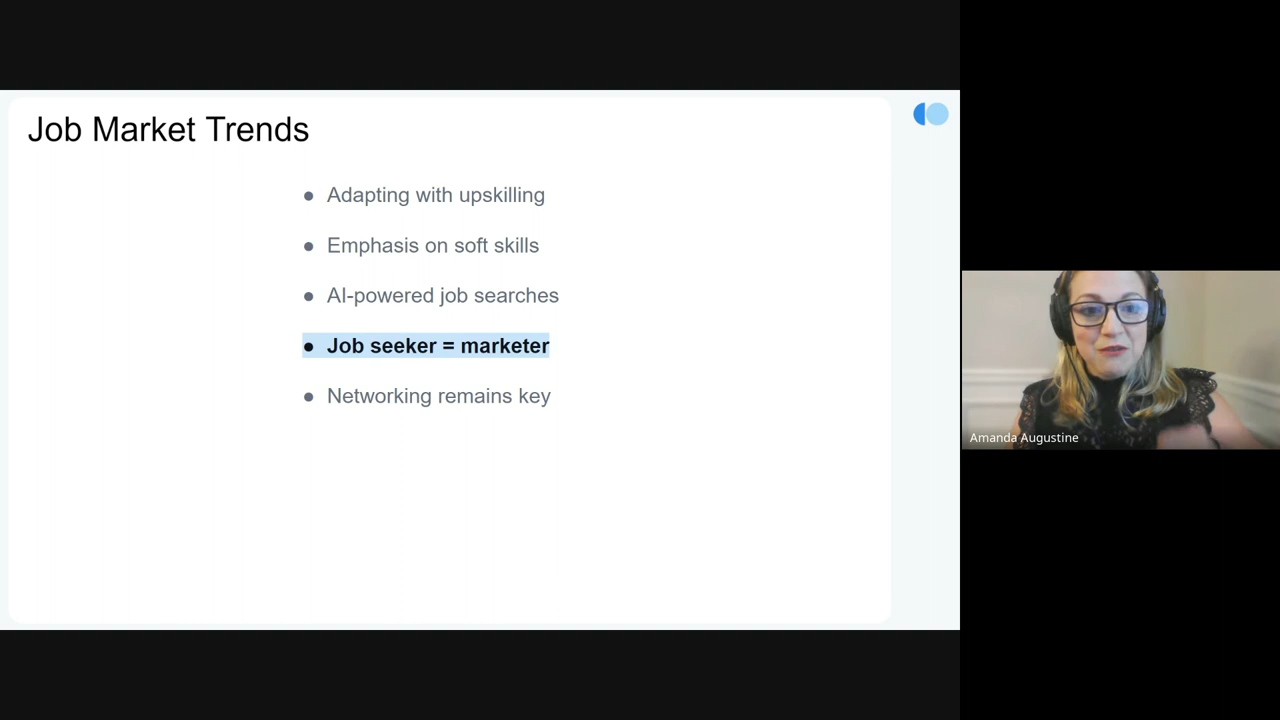 Job Market Trends
● Adapting with upskilling
● Emphasis on soft skills
● AI-powered job searches
● Job seeker = marketer
● Networking remains key
Amanda Augustine